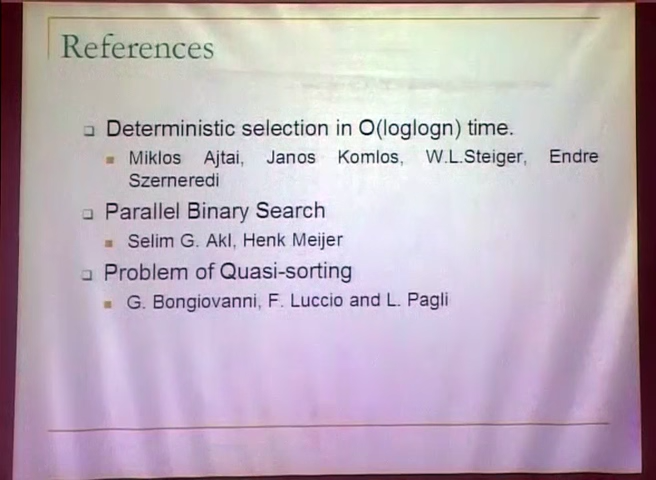 References
Deterministic selection in O(loglogn) time.
Miklos Ajtai, Janos Komlos, W.L.Steiger, Endre
Szerneredi
Parallel Binary Search
Selim G. Akl, Henk Meijer
Problem of Quasi-sorting
G. Bongiovanni, F. Luccio and L. Pagli